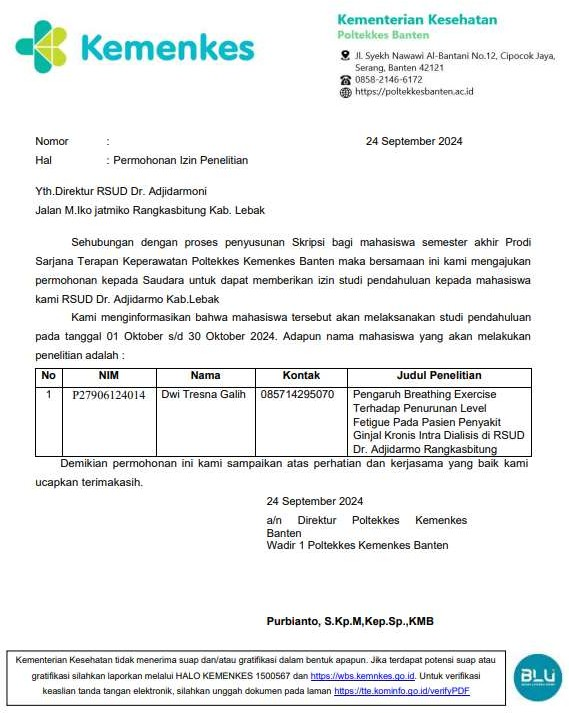 Kemenkes
Kementerian Kesehatan
Poltekkes Banten
Jl. Syekh Nawawi Al-Bantani No.12, Cipocok Jaya,
Serang, Banten 42121
0858-2146-6172
https://poltekkesbanten.ac.id
Nomor :
24 September 2024
Hal : Permohonan Izin Penelitian
Yth.Direktur RSUD Dr. Adjidarmoni
Jalan M.Iko jatmiko Rangkasbitung Kab. Lebak
Sehubungan dengan proses penyusunan Skripsi bagi mahasiswa semester akhir Prodi
Sarjana Terapan Keperawatan Poltekkes Kemenkes Banten maka bersamaan ini kami mengajukan
permohonan kepada Saudara untuk dapat memberikan izin studi pendahuluan kepada mahasiswa
kami RSUD Dr. Adjidarmo Kab.Lebak
Kami menginformasikan bahwa mahasiswa tersebut akan melaksanakan studi pendahuluan
pada tanggal 01 Oktober s/d 30 Oktober 2024. Adapun nama mahasiswa yang akan melakukan
penelitian adalah :
No NIM Nama Kontak Judul Penelitian
1 P27906124014 Dwi Tresna Galih 085714295070 Pengaruh Breathing Exercise
Terhadap Penurunan Level
Fatigue Pada Pasien Penyakit
Ginjal Kronis Intra Dialisis di RSUD
Dr. Adjidarmo Rangkasbitung
Demikian permohonan ini kami sampaikan atas perhatian dan kerjasama yang baik kami
ucapkan terimakasih.
24 September 2024
a/n Direktur Poltekkes Kemenkes
Banten
Wadir 1 Poltekkes Kemenkes Banten
Purbianto, S.Kp.M,Kep.Sp.,KMB
Kementerian Kesehatan tidak menerima suap dan/atau gratifikasi dalam bentuk apapun. Jika terdapat potensi suap atau
gratifikasi silahkan laporkan melalui HALO KEMENKES 1500567 dan https://wbs.kemnkes.go.id. Untuk verifikasi
keaslian tanda tangan elektronik, silahkan unggah dokumen pada laman https://tte.kominfo.go.id/verifyPDF
BLU